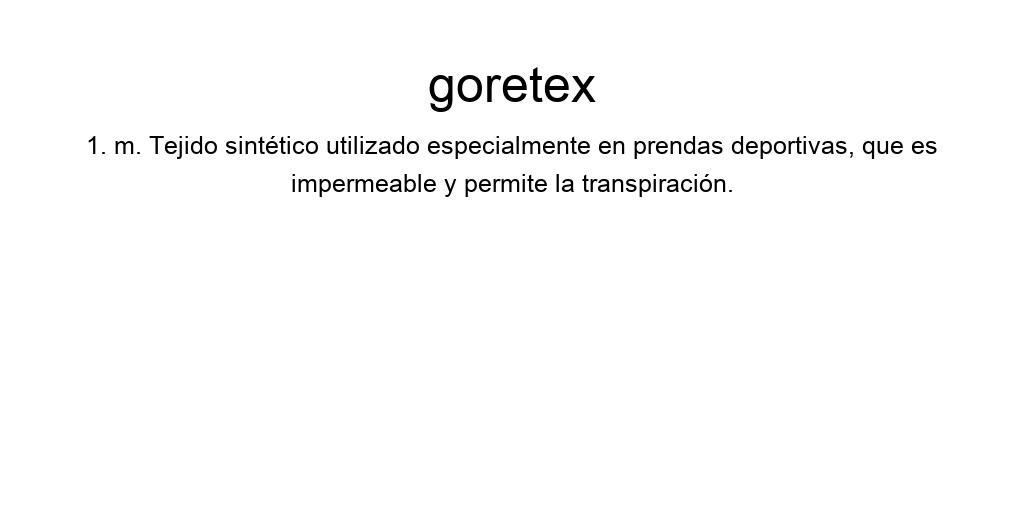 goretex
1. m. Tejido sintético utilizado especialmente en prendas deportivas, que es
impermeable y permite la transpiración.